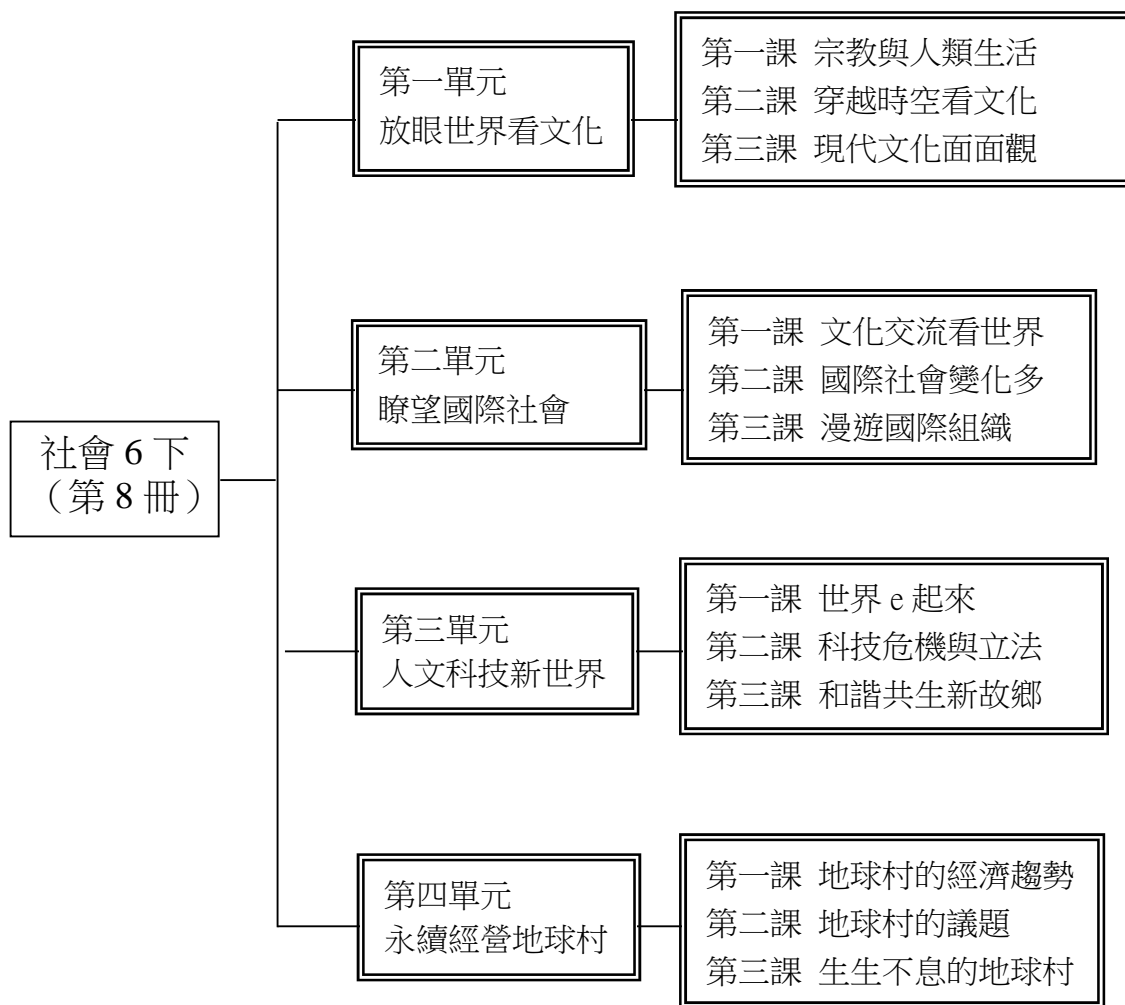 社會 6 下
（第 8 冊）
第一單元
放眼世界看文化
第一課 宗教與人類生活
第二課 穿越時空看文化
第三課 現代文化面面觀
第二單元
瞭望國際社會
第一課 文化交流看世界
第二課 國際社會變化多
第三課 漫遊國際組織
第三單元
人文科技新世界
第一課 世界 e 起來
第二課 科技危機與立法
第三課 和諧共生新故鄉
第四單元
永續經營地球村
第一課 地球村的經濟趨勢
第二課 地球村的議題
第三課 生生不息的地球村